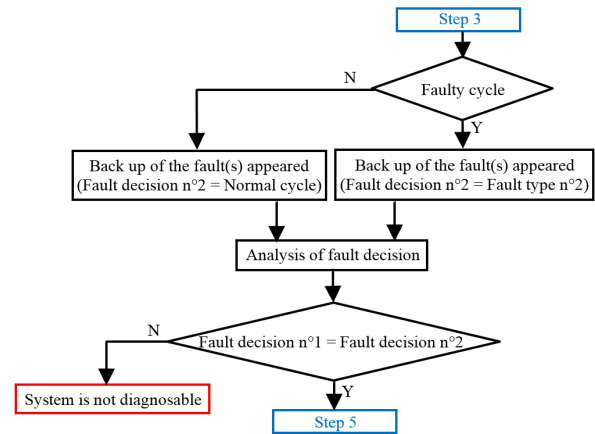 Step 3
N
Faulty cycle
Y
Back up of the fault(s) appeared
(Fault decision n°2 = Normal cycle)
Back up of the fault(s) appeared
(Fault decision n°2 = Fault type n°2)
Analysis of fault decision
N
Fault decision n°1 = Fault decision n°2
Y
System is not diagnosable
Step 5